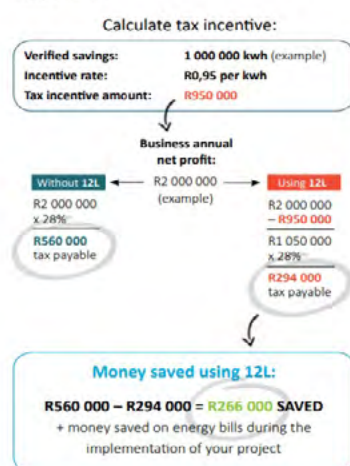 Calculate tax incentive:
Verified savings: 1 000 000 kwh (example)
Incentive rate: R0,95 per kwh
Tax incentive amount: R950 000
Business annual
net profit:
Without 12L
R2 000 000
(example)
Using 12L
R2 000 000
x 28%
R560 000
tax payable
R2 000 000
– R950 000
R1 050 000
x 28%
R294 000
tax payable
Money saved using 12L:
R560 000 – R294 000 = R266 000 SAVED
+ money saved on energy bills during the
implementation of your project